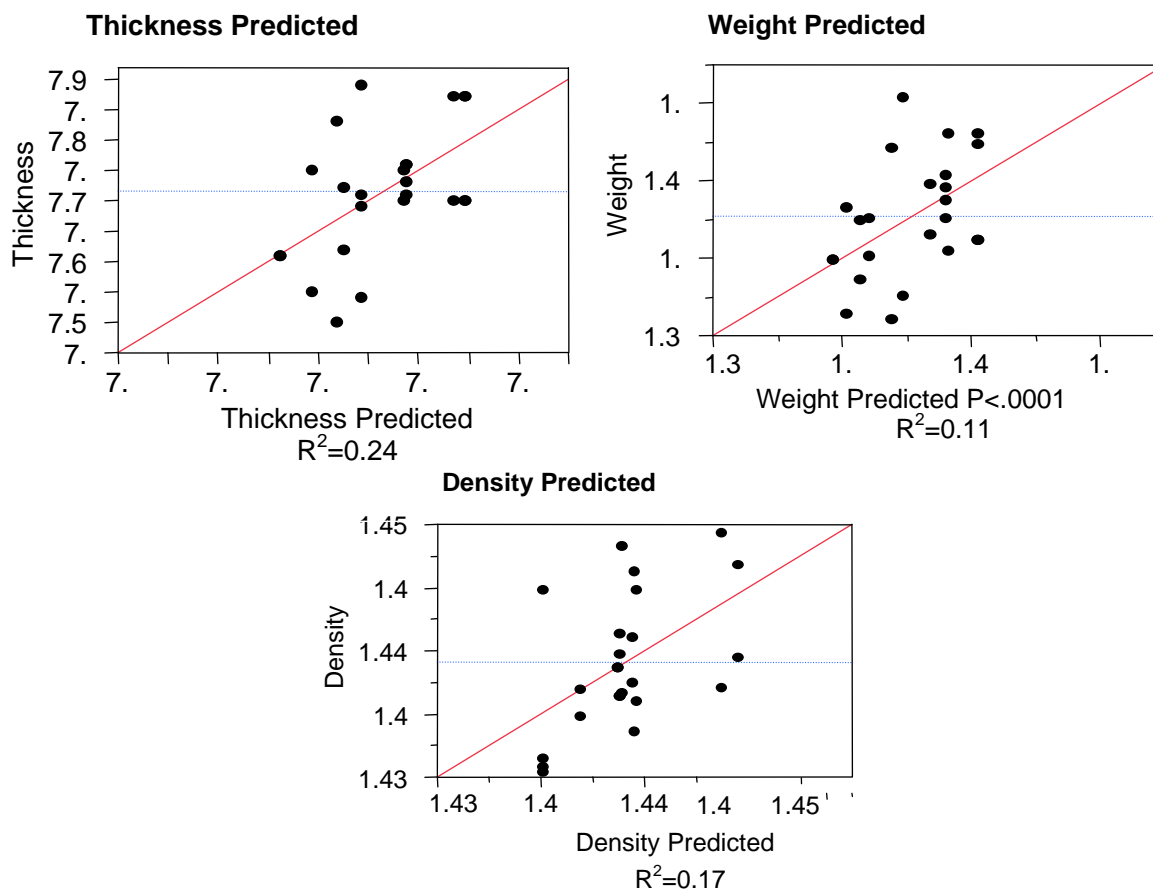 Thickness Predicted
Thickness
7.9
7.
7.8
7.
7.7
7.
7.6
7.
7.5
7.
7.
7.
7.
7.
7.
Thickness Predicted
R²=0.24
Weight Predicted
Weight
1.
1.4
1.
1.3
1.3
1.
1.4
1.
Weight Predicted P<.0001
R²=0.11
Density Predicted
Density
1.45
1.4
1.44
1.4
1.43
1.43
1.4
1.44
1.4
1.45
Density Predicted
R²=0.17